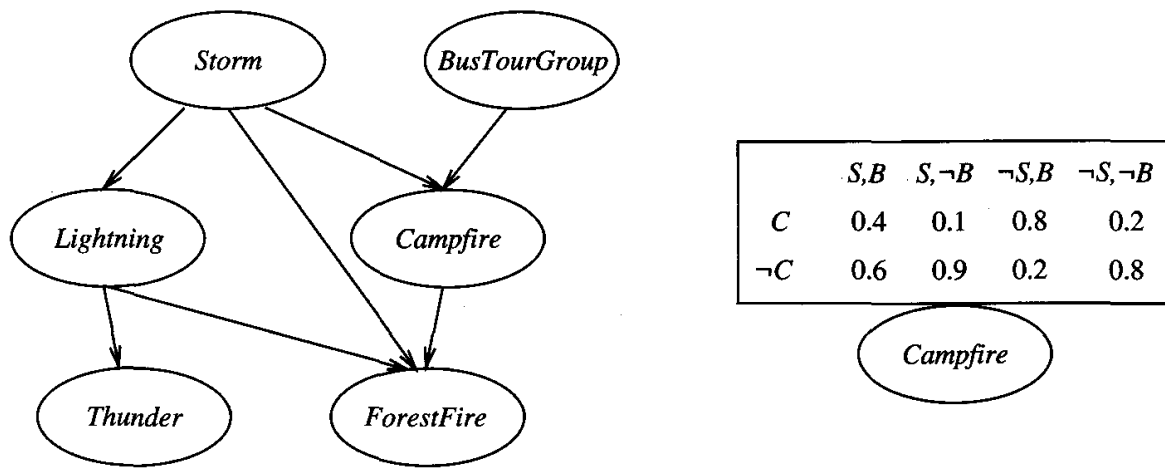 Storm BusTourGroup
Lightning Campfire
Thunder ForestFire
S,B S,¬B ¬S,B ¬S,¬B
C 0.4 0.1 0.8 0.2
¬C 0.6 0.9 0.2 0.8
Campfire